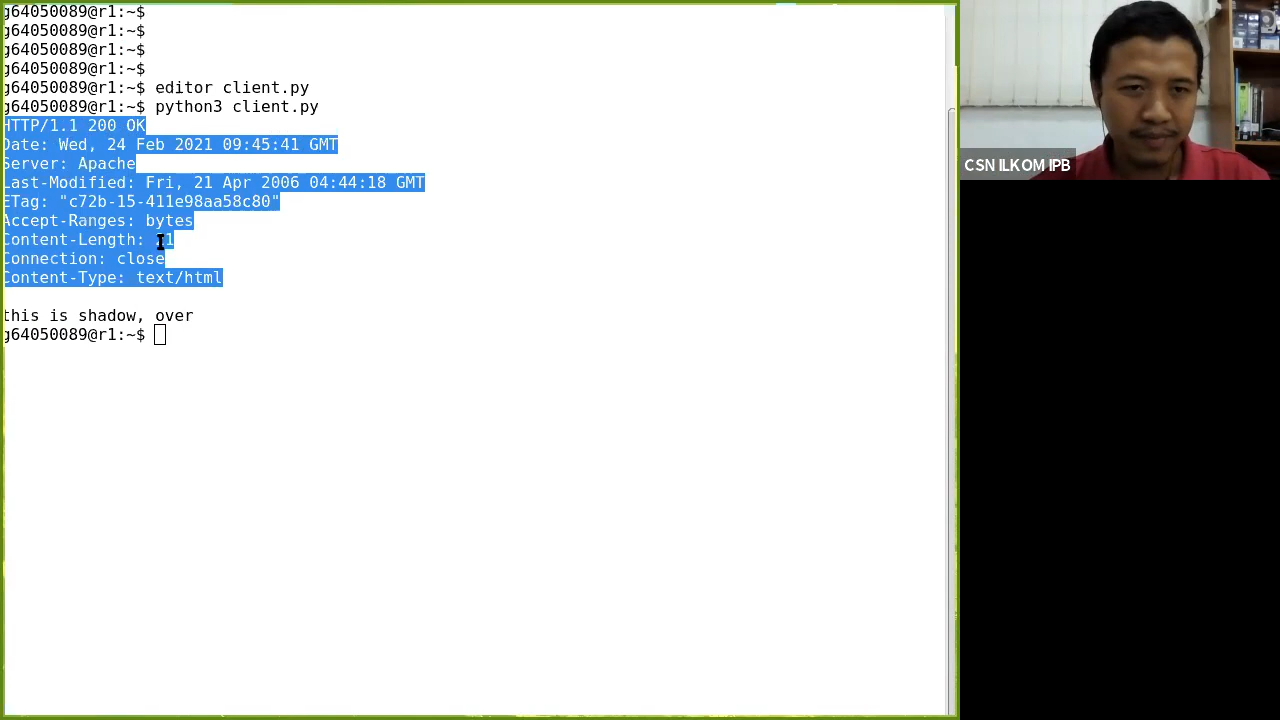 g64050089@r1:~$
g64050089@r1:~$
g64050089@r1:~$
g64050089@r1:~$
g64050089@r1:~$ editor client.py
g64050089@r1:~$ python3 client.py
HTTP/1.1 200 OK
Date: Wed, 24 Feb 2021 09:45:41 GMT
Server: Apache
Last-Modified: Fri, 21 Apr 2006 04:44:18 GMT
ETag: "c72b-15-411e98aa58c80"
Accept-Ranges: bytes
Content-Length: 21
Connection: close
Content-Type: text/html
this is shadow, over
g64050089@r1:~$
CSN ILKOM IPB